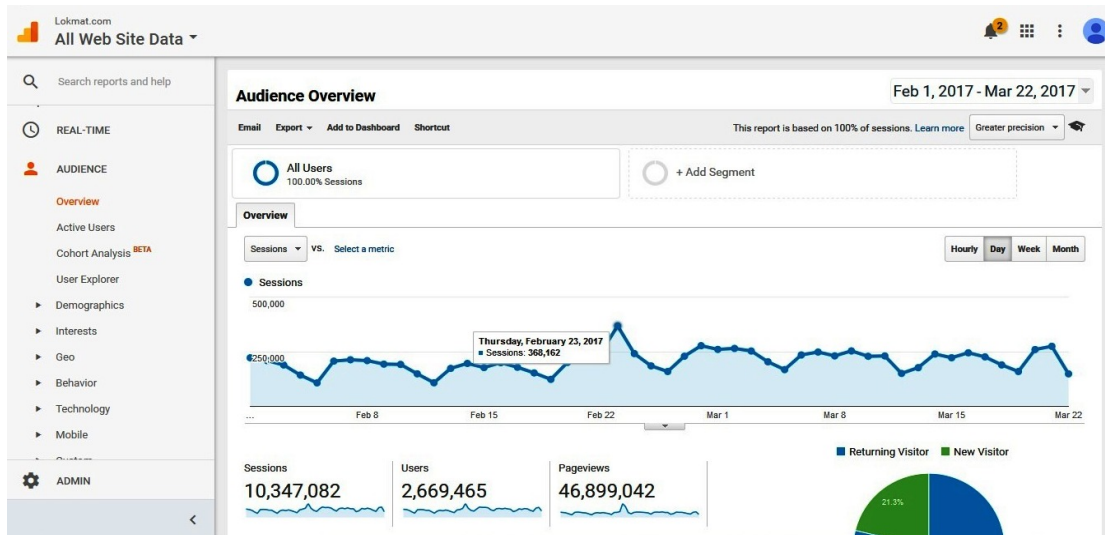 Lokmat.com
All Web Site Data
2
Search reports and help
REAL-TIME
AUDIENCE
Overview
Active Users
Cohort Analysis BETA
User Explorer
Demographics
Interests
Geo
Behavior
Technology
Mobile
ADMIN
Audience Overview
Feb 1, 2017 - Mar 22, 2017
Email Export Add to Dashboard Shortcut
This report is based on 100% of sessions. Learn more Greater precision
All Users
100.00% Sessions
+ Add Segment
Overview
Sessions VS. Select a metric
Hourly Day Week Month
Sessions
500,000
250,000
Thursday, February 23, 2017
Sessions: 368,162
... Feb 8 Feb 15 Feb 22 Mar 1 Mar 8 Mar 15 Mar 22
Returning Visitor New Visitor
Sessions Users Pageviews
10,347,082 2,669,465 46,899,042
21.3%